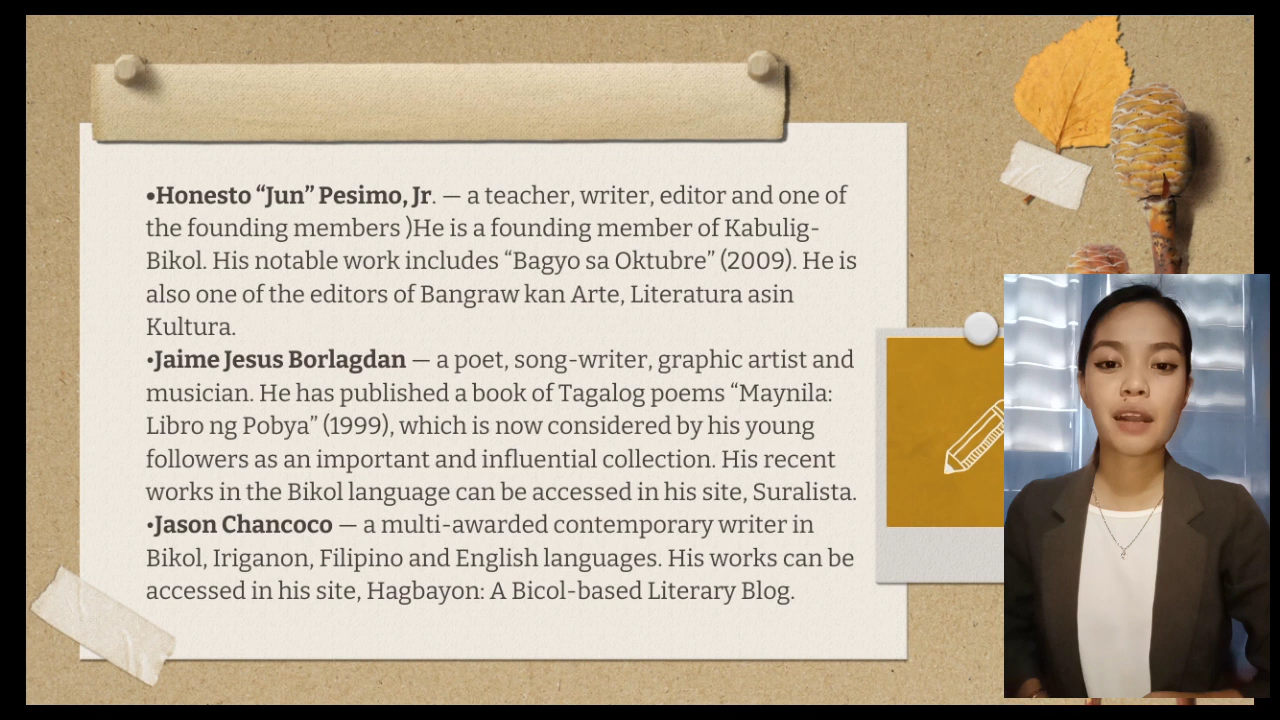 •Honesto “Jun” Pesimo, Jr. — a teacher, writer, editor and one of
the founding members )He is a founding member of Kabulig-
Bikol. His notable work includes “Bagyo sa Oktubre” (2009). He is
also one of the editors of Bangraw kan Arte, Literatura asin
Kultura.
•Jaime Jesus Borlagdan — a poet, song-writer, graphic artist and
musician. He has published a book of Tagalog poems “Maynila:
Libro ng Pobya” (1999), which is now considered by his young
followers as an important and influential collection. His recent
works in the Bikol language can be accessed in his site, Suralista.
•Jason Chancoco — a multi-awarded contemporary writer in
Bikol, Iriganon, Filipino and English languages. His works can be
accessed in his site, Hagbayon: A Bicol-based Literary Blog.